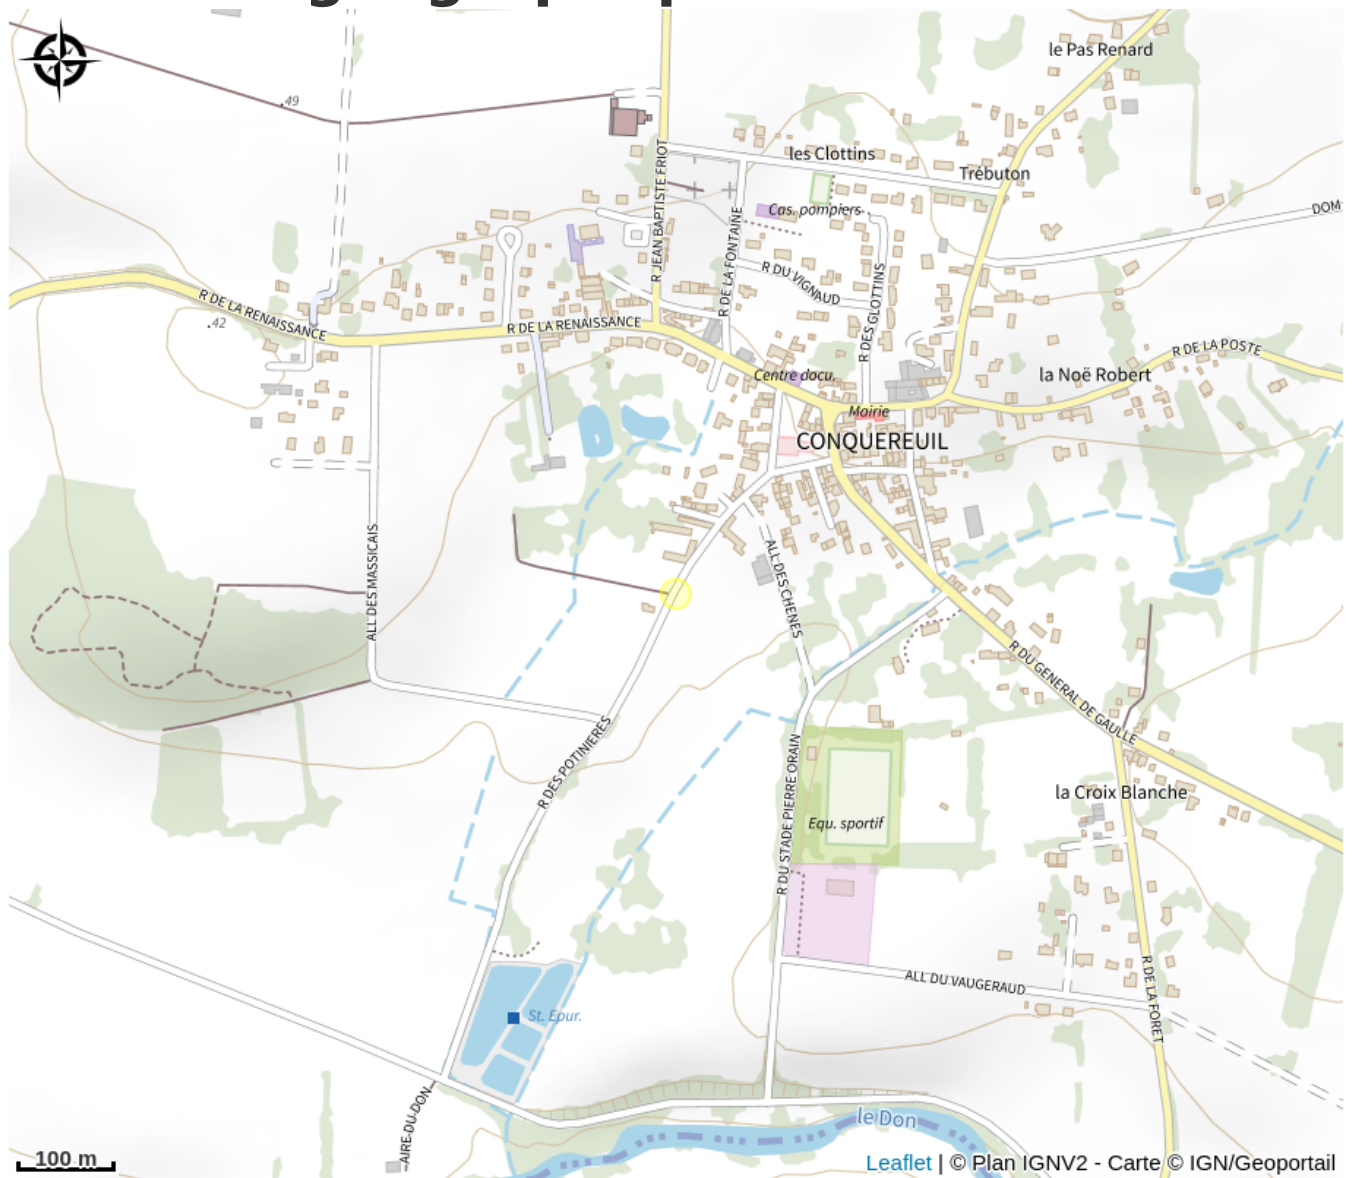 le Pas Renard
.49
les Clottins
Trébuton
R JEAN BAPTISTE FRIOT
Cas. pompiers
DOM
R DE LA FONTAINE
R DU VIGNAUD
R DES GLOTTINS
R DE LA RENAISSANCE
.42
R DE LA RENAISSANCE
R DE LA POSTE
Centre docu.
la Noë Robert
Mairie
CONQUEREUIL
ALL DES MASSICAIS
ALL DES CHENES
R DU GENERAL DE GAULLE
R DES POTINIERES
R DU STADE PIERRE ORAIN
la Croix Blanche
Equ. sportif
ALL DU VAUGERAUD
R DE LA FORET
St. Epur.
AIRE DU DON
le Don
100 m
Leaflet | © Plan IGNV2 - Carte © IGN/Geoportail